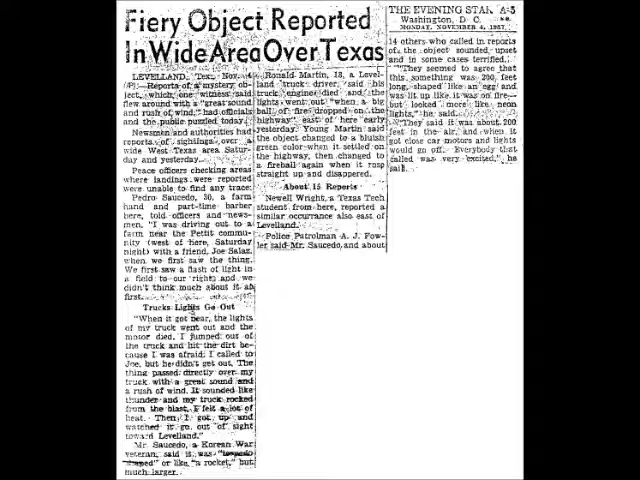 Fiery Object Reported
In Wide Area Over Texas
LEVELLAND, Tex., Nov. 4
(AP).—Reports of a mystery ob-
ject, which one witness said
flew around with a "great sound
and rush of wind," had officials
and the public puzzled today.
Newsmen and authorities had
reports of sightings over a
wide West Texas area Satur-
day and yesterday.
Peace officers checking areas
where landings were reported
were unable to find any trace.
Pedro Saucedo, 30, a farm
hand and part-time barber
here, told officers and news-
men, "I was driving out to a
farm near the Pettit commu-
nity (west of here, Saturday
night) with a friend, Joe Salaz,
when we first saw the thing.
We first saw a flash of light in
a field to our right and we
didn't think much about it at
first.
Trucks Lights Go Out
"When it got near, the lights
of my truck went out and the
motor died. I jumped out of
the truck and hit the dirt be-
cause I was afraid. I called to
Joe, but he didn't get out. The
thing passed directly over my
truck with a great sound and
a rush of wind. It sounded like
thunder and my truck rocked
from the blast. I felt a lot of
heat. Then I got up and
watched it go out of sight
toward Levelland."
Mr. Saucedo, a Korean War
veteran, said it was "torpedo
shaped" or like "a rocket," but
much larger.
Ronald Martin, 18, a Level-
land truck driver, said his
truck engine died and the
lights went out "when a big
ball of fire dropped on the
highway" east of here early
yesterday. Young Martin said
the object changed to a bluish
green color when it settled on
the highway, then changed to
a fireball again when it rose
straight up and disappered.
About 15 Reports
Newell Wright, a Texas Tech
student from here, reported a
similar occurrance also east of
Levelland.
Police Patrolman A. J. Fow-
ler said Mr. Saucedo, and about
THE EVENING STAR A-5
Washington, D. C.
MONDAY, NOVEMBER 4, 1957
14 others who called in reports
of the object sounded upset
and in some cases terrified.
"They seemed to agree that
this something was 200 feet
long, shaped like an egg and
was lit up like it was on fire—
but looked more like neon
lights," he said.
"They said it was about 200
feet in the air, and when it
got close car motors and lights
would go off. Everybody that
called was very excited," he
said.